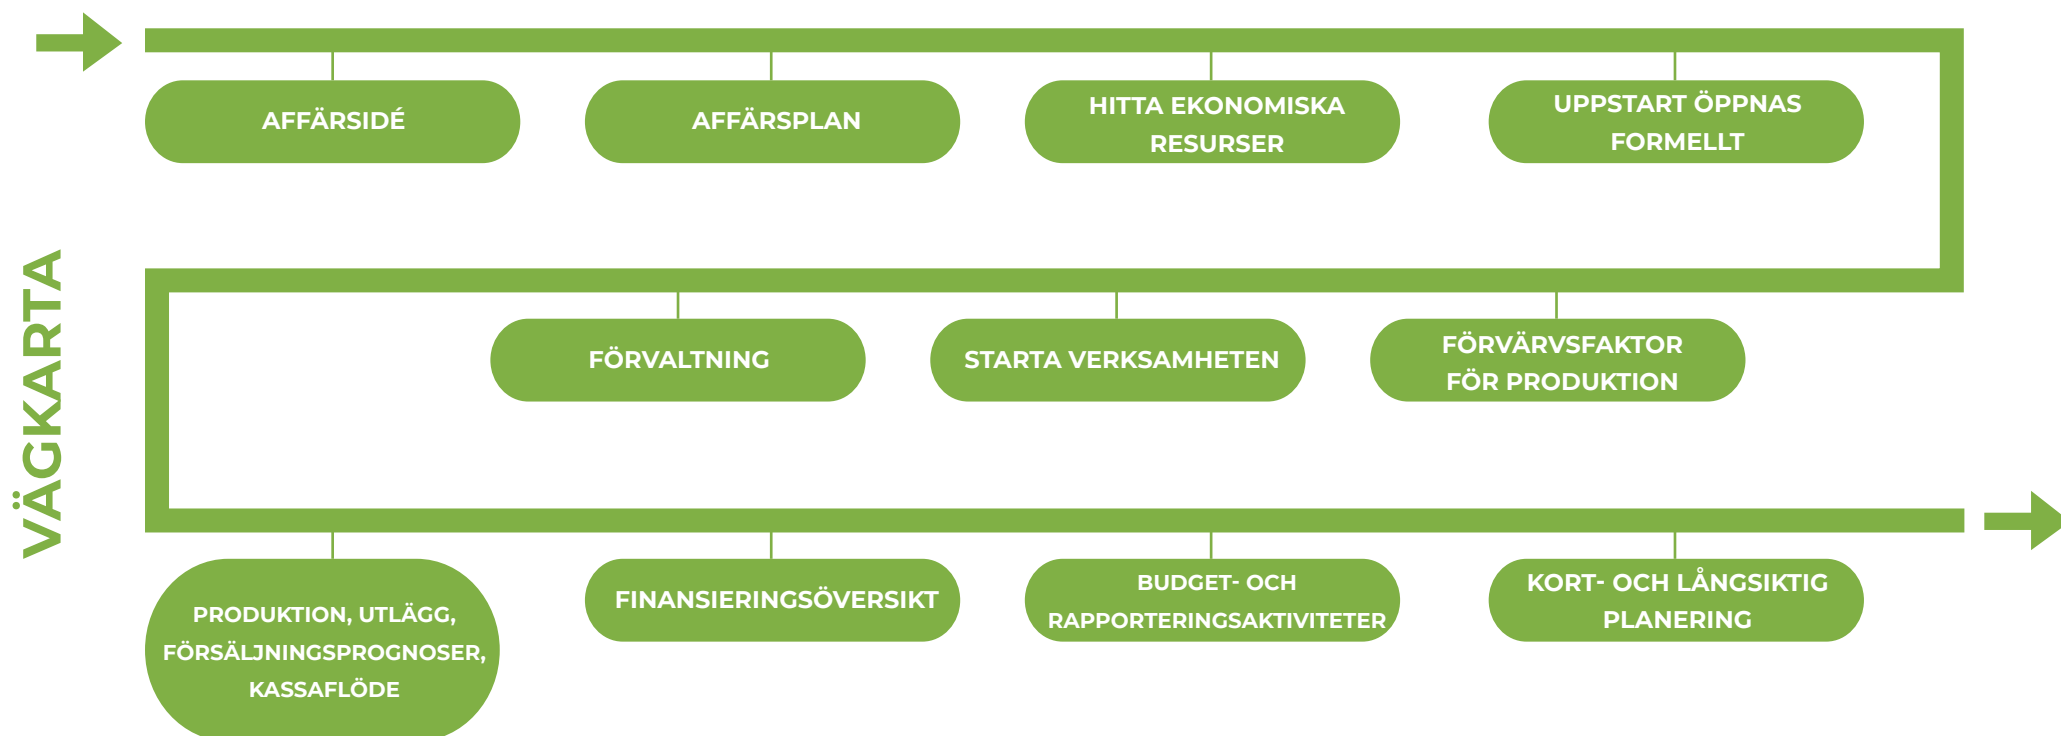 VÄGKARTA
AFFÄRSIDÉ
AFFÄRSPLAN
HITTA EKONOMISKA
RESURSER
UPPSTART ÖPPNAS
FORMELLT
FÖRVALTNING
STARTA VERKSAMHETEN
FÖRVÄRVSFAKTOR
FÖR PRODUKTION
PRODUKTION, UTLÄGG,
FÖRSÄLJNINGSPROGNOSER,
KASSAFLÖDE
FINANSIERINGSÖVERSIKT
BUDGET- OCH
RAPPORTERINGSAKTIVITETER
KORT- OCH LÅNGSIKTIG
PLANERING